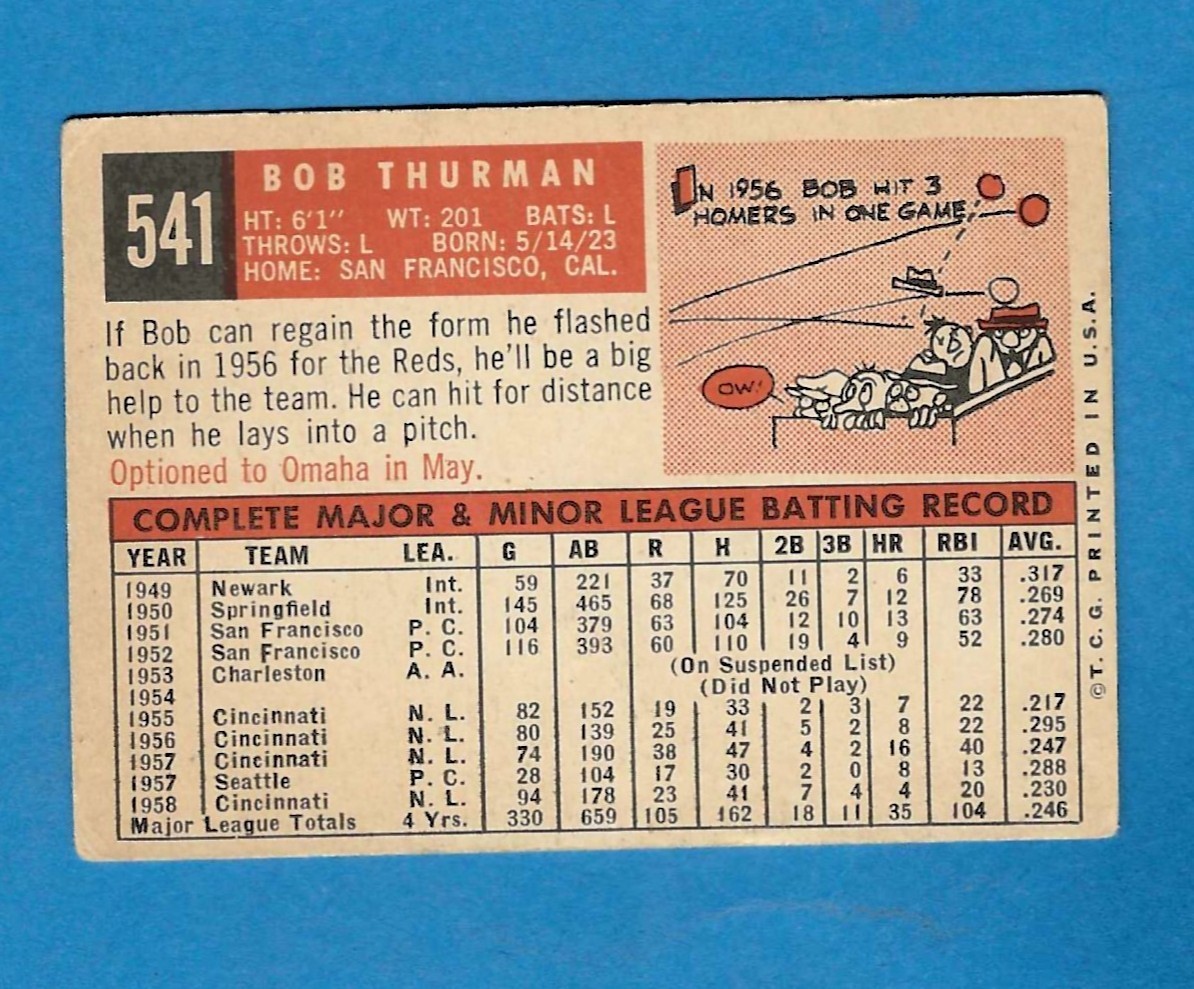 541
BOB THURMAN
HT: 6'1" WT: 201 BATS: L
THROWS: L BORN: 5/14/23
HOME: SAN FRANCISCO, CAL.
IN 1956 BOB HIT 3
HOMERS IN ONE GAME
OW!
If Bob can regain the form he flashed
back in 1956 for the Reds, he'll be a big
help to the team. He can hit for distance
when he lays into a pitch.
Optioned to Omaha in May.
COMPLETE MAJOR & MINOR LEAGUE BATTING RECORD
YEAR TEAM LEA. G AB R H 2B 3B HR RBI AVG.
1949 Newark Int. 59 221 37 70 11 2 6 33 .317
1950 Springfield Int. 145 465 68 125 26 7 12 78 .269
1951 San Francisco P. C. 104 379 63 104 12 10 13 63 .274
1952 San Francisco P. C. 116 393 60 110 19 4 9 52 .280
1953 Charleston A. A. (On Suspended List)
1954 (Did Not Play)
1955 Cincinnati N. L. 82 152 19 33 2 3 7 22 .217
1956 Cincinnati N. L. 80 139 25 41 5 2 8 22 .295
1957 Cincinnati N. L. 74 190 38 47 4 2 16 40 .247
1957 Seattle P. C. 28 104 17 30 2 0 8 13 .288
1958 Cincinnati N. L. 94 178 23 41 7 4 4 20 .230
Major League Totals 4 Yrs. 330 659 105 162 18 11 35 104 .246
©T. C. G. PRINTED IN U.S.A.